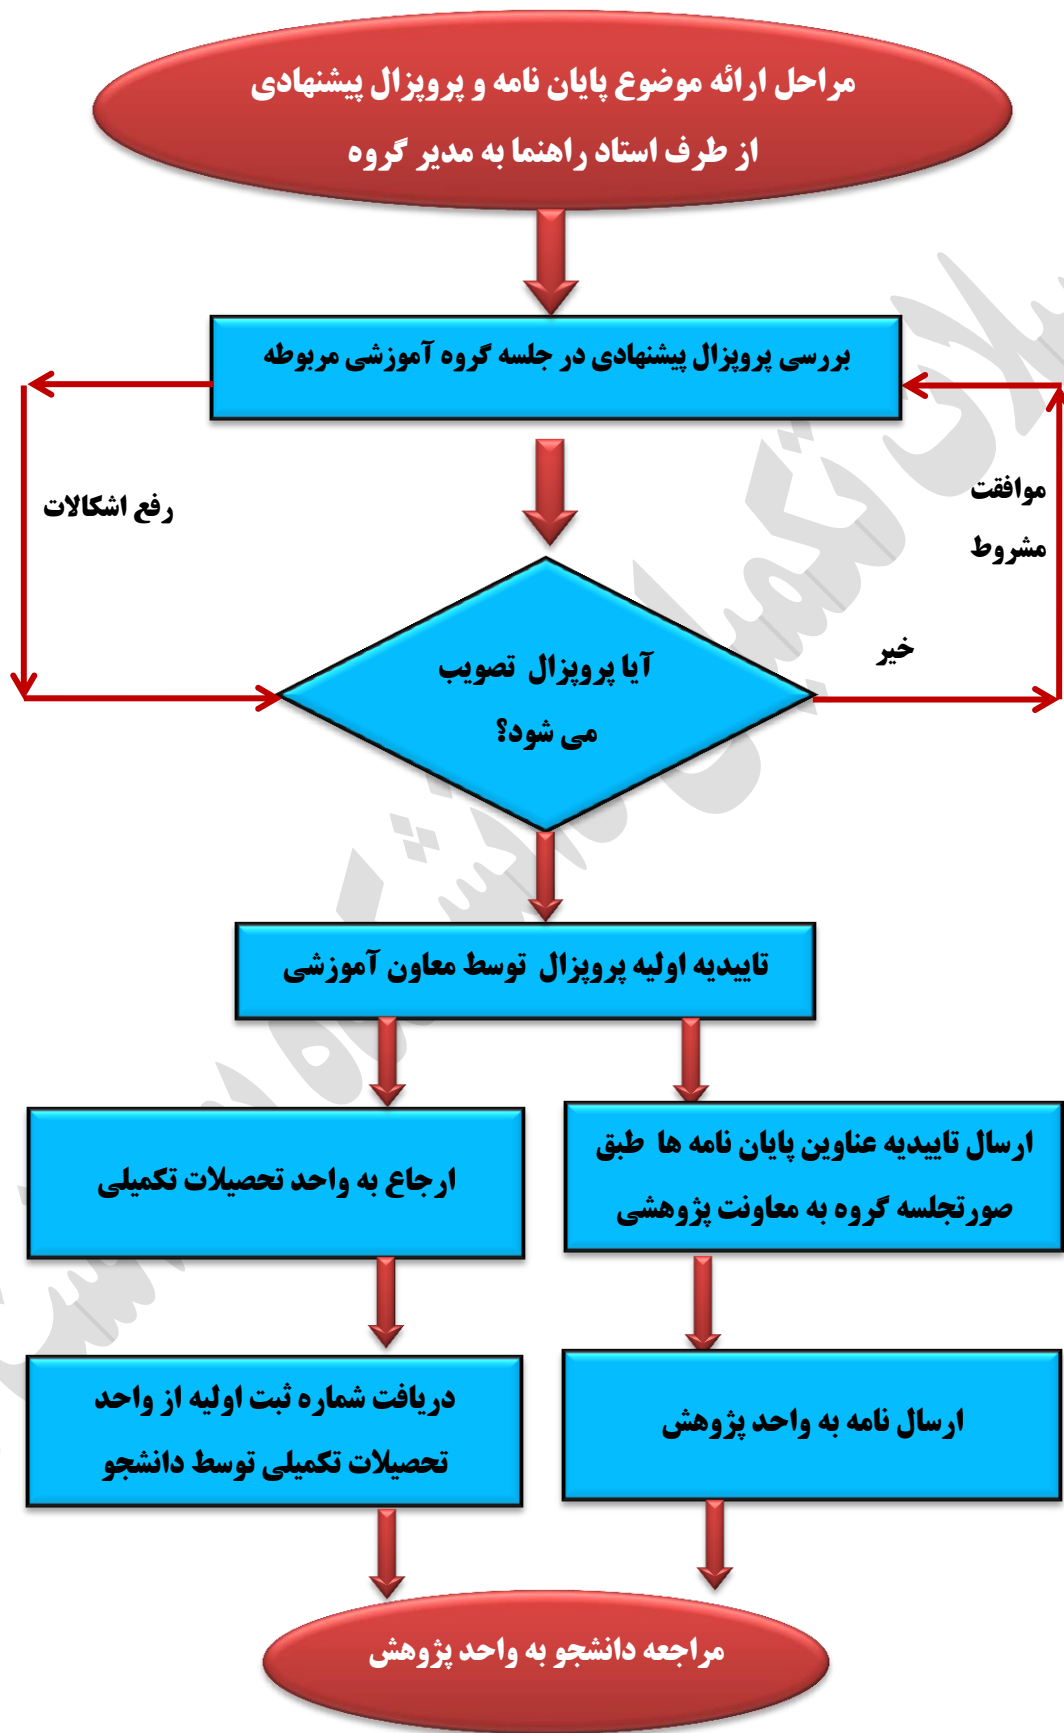 مراحل ارائه موضوع پایان نامه و پروپزال پیشنهادی
از طرف استاد راهنما به مدیر گروه
بررسی پروپزال پیشنهادی در جلسه گروه آموزشی مربوطه
موافقت
مشروط
رفع اشکالات
خیر
آیا پروپزال تصویب
می شود؟
تاییدیه اولیه پروپزال توسط معاون آموزشی
ارسال تاییدیه عناوین پایان نامه ها طبق
صورتجلسه گروه به معاونت پژوهشی
ارجاع به واحد تحصیلات تکمیلی
ارسال نامه به واحد پژوهش
دریافت شماره ثبت اولیه از واحد
تحصیلات تکمیلی توسط دانشجو
مراجعه دانشجو به واحد پژوهش